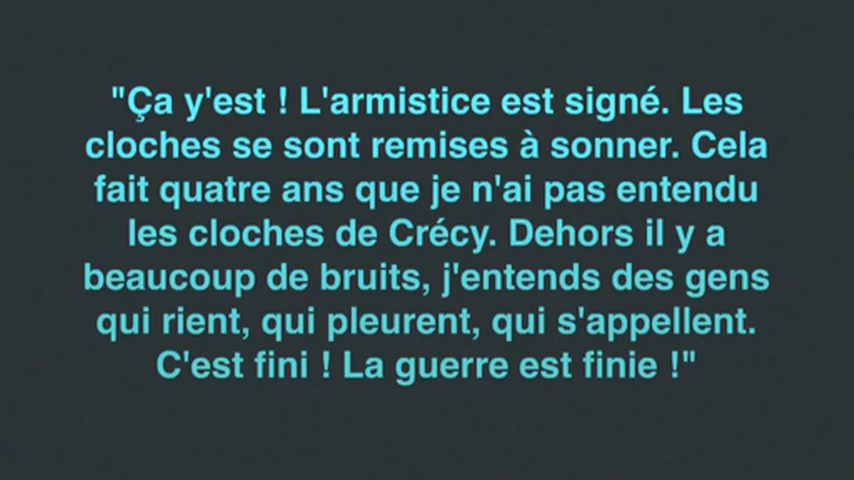 "Ça y'est ! L'armistice est signé. Les
cloches se sont remises à sonner. Cela
fait quatre ans que je n'ai pas entendu
les cloches de Crécy. Dehors il y a
beaucoup de bruits, j'entends des gens
qui rient, qui pleurent, qui s'appellent.
C'est fini ! La guerre est finie !"